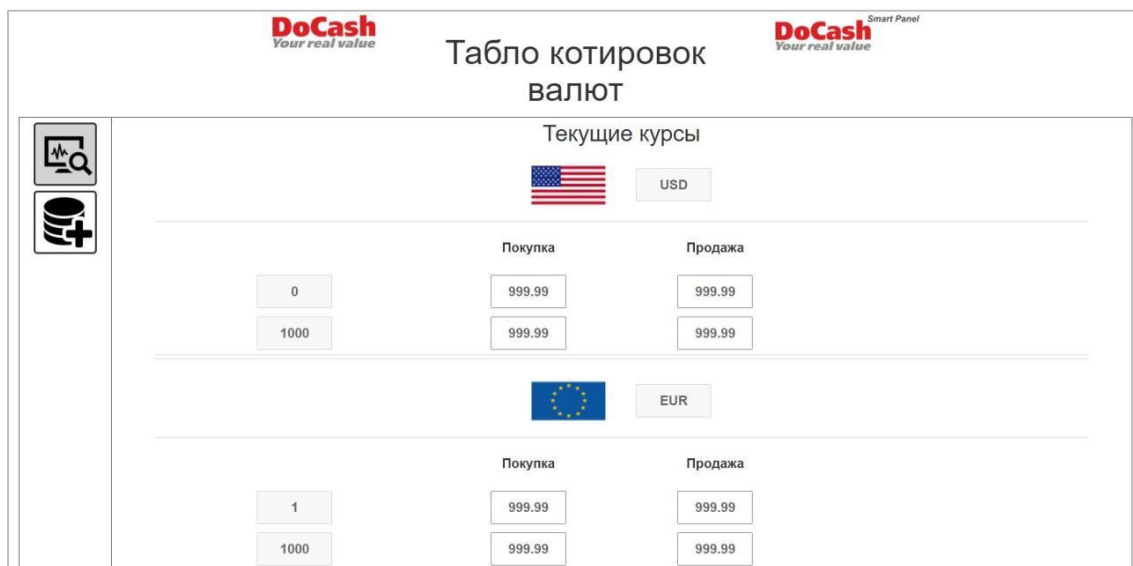 DoCash
Your real value
Табло котировок
валют
DoCash Smart Panel
Your real value
Текущие курсы
USD
Покупка Продажа
0 999.99 999.99
1000 999.99 999.99
EUR
Покупка Продажа
1 999.99 999.99
1000 999.99 999.99